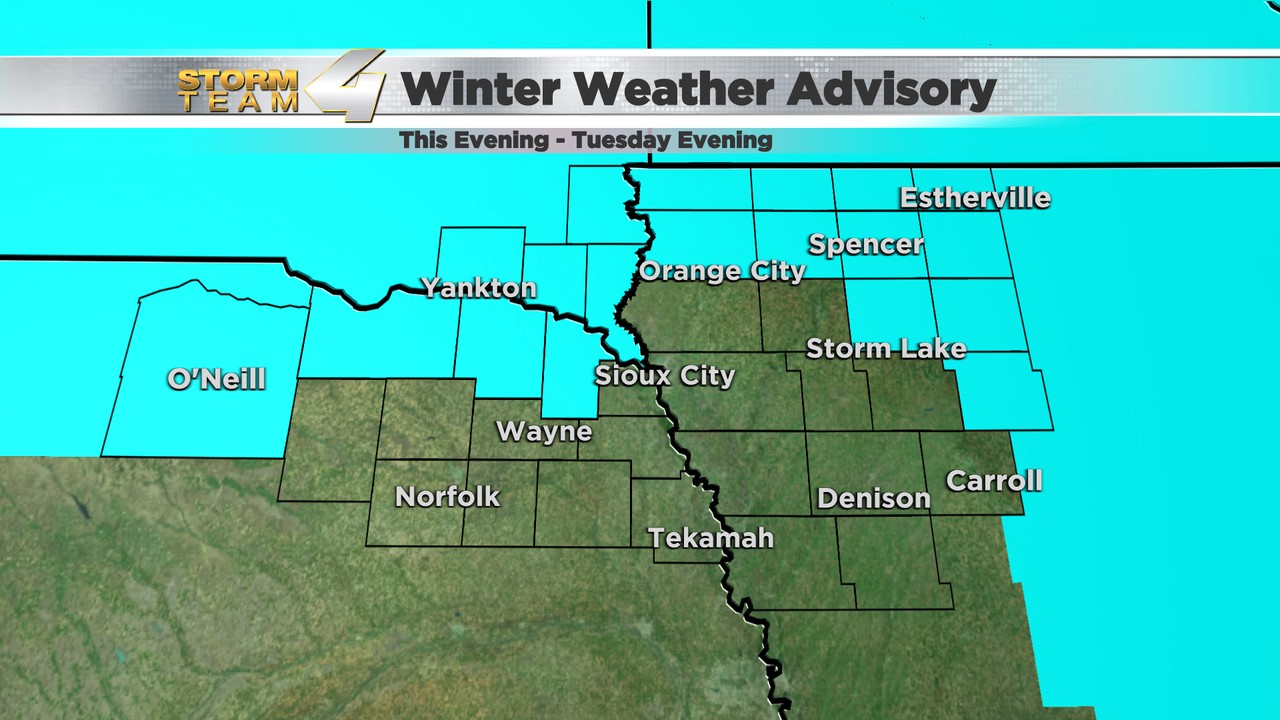 STORM
TEAM
4
Winter Weather Advisory
This Evening - Tuesday Evening
Estherville
Spencer
Orange City
Yankton
Storm Lake
O'Neill
Sioux City
Wayne
Carroll
Norfolk
Denison
Tekamah